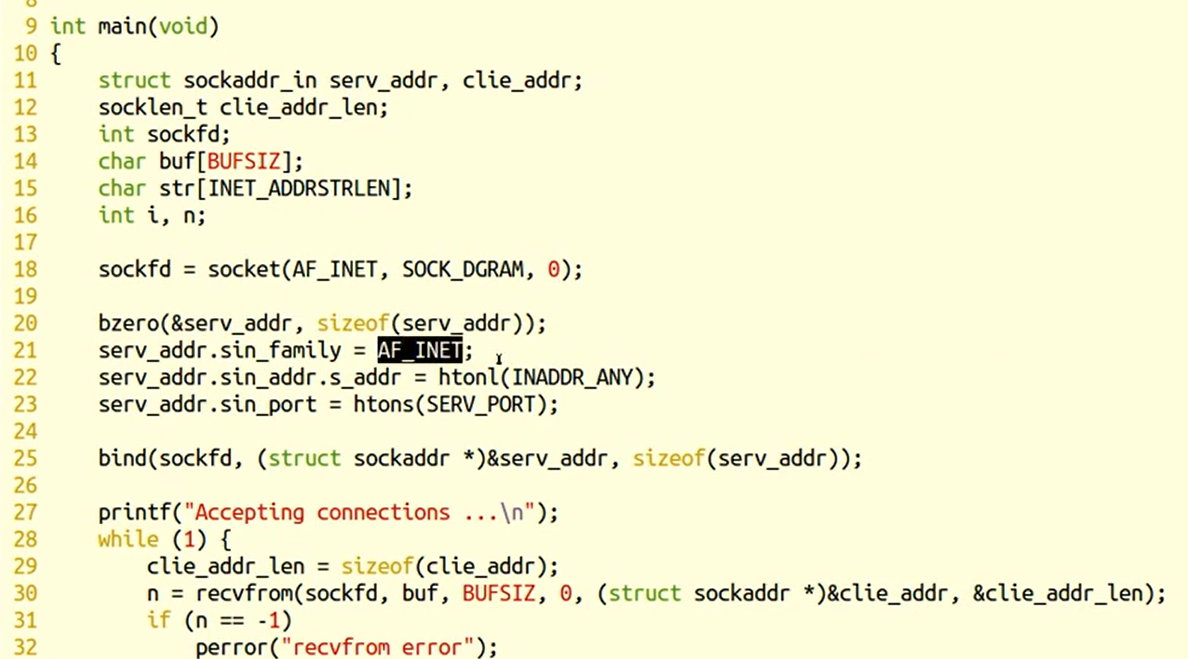 8
9 int main(void)
10 {
11     struct sockaddr_in serv_addr, clie_addr;
12     socklen_t clie_addr_len;
13     int sockfd;
14     char buf[BUFSIZ];
15     char str[INET_ADDRSTRLEN];
16     int i, n;
17
18     sockfd = socket(AF_INET, SOCK_DGRAM, 0);
19
20     bzero(&serv_addr, sizeof(serv_addr));
21     serv_addr.sin_family = AF_INET;
22     serv_addr.sin_addr.s_addr = htonl(INADDR_ANY);
23     serv_addr.sin_port = htons(SERV_PORT);
24
25     bind(sockfd, (struct sockaddr *)&serv_addr, sizeof(serv_addr));
26
27     printf("Accepting connections ...\n");
28     while (1) {
29         clie_addr_len = sizeof(clie_addr);
30         n = recvfrom(sockfd, buf, BUFSIZ, 0, (struct sockaddr *)&clie_addr, &clie_addr_len);
31         if (n == -1)
32             perror("recvfrom error");